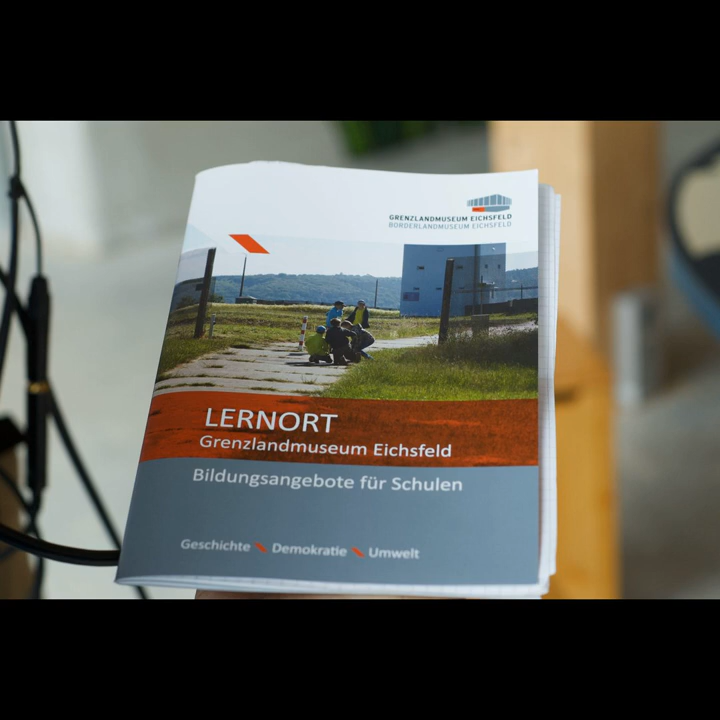 GRENZLANDMUSEUM EICHSFELD
BORDERLANDMUSEUM EICHSFELD
LERNORT
Grenzlandmuseum Eichsfeld
Bildungsangebote für Schulen
Geschichte Demokratie Umwelt